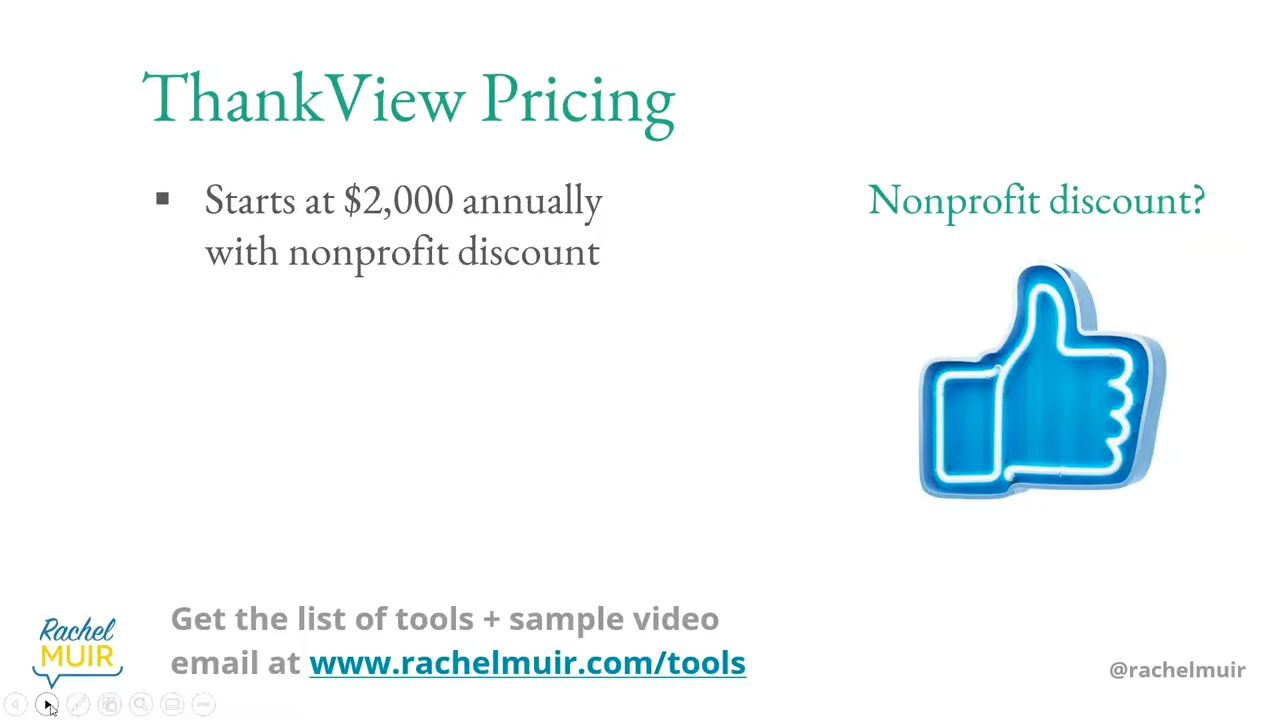 ThankView Pricing
▪ Starts at $2,000 annually
with nonprofit discount
Nonprofit discount?
Get the list of tools + sample video
email at www.rachelmuir.com/tools
Rachel
MUIR
@rachelmuir